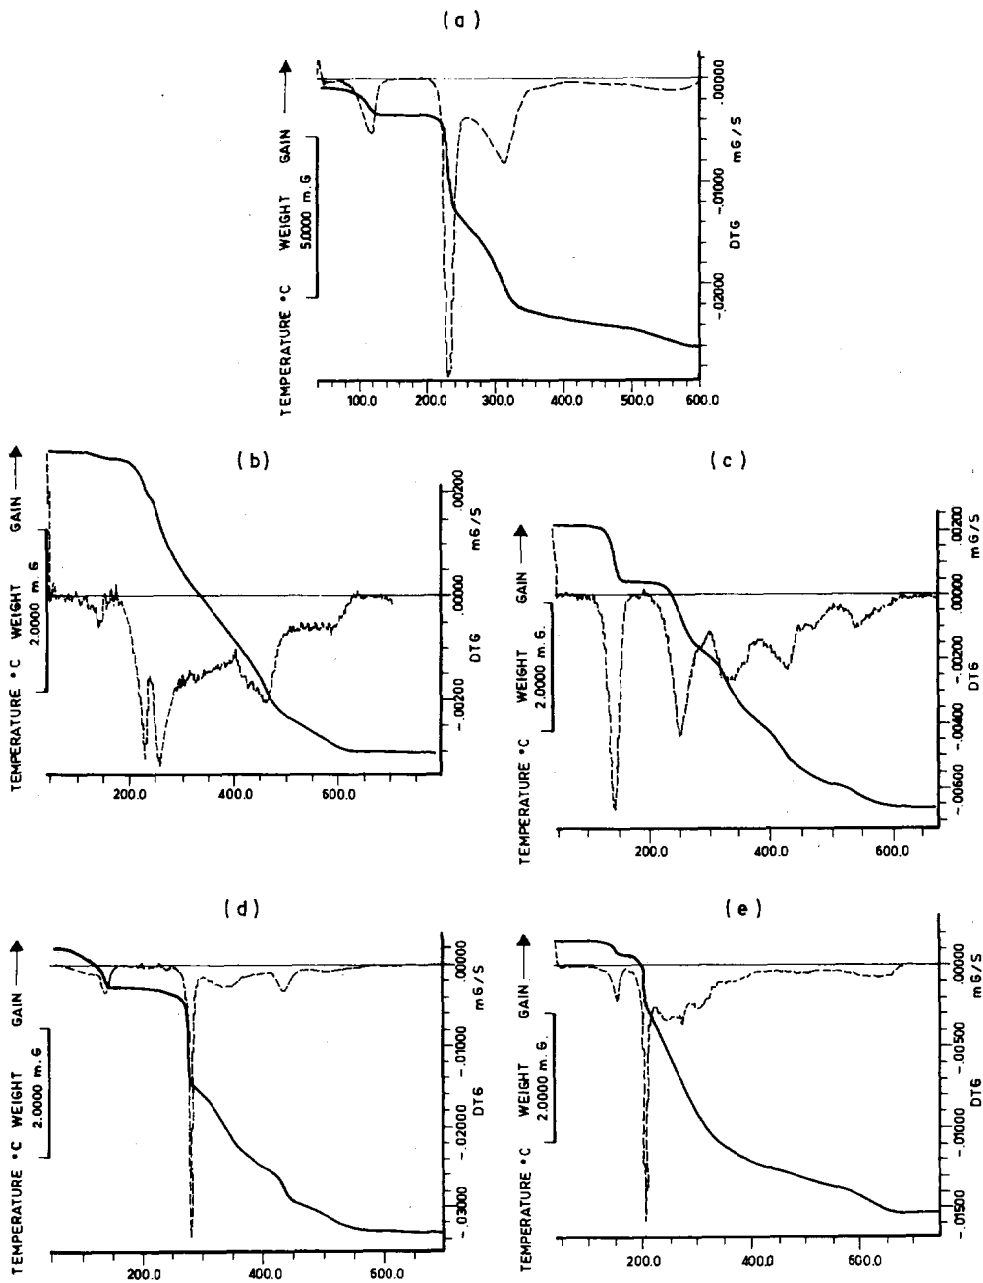 (a)
TEMPERATURE °C WEIGHT GAIN
5.0000 m.G
.00000
-.01000
-.02000
mG/S
DTG
100.0 200.0 300.0 400.0 500.0 600.0
(b)
TEMPERATURE °C WEIGHT GAIN
2.0000 m.G
.00200
.00000
-.00200
mG/S
DTG
200.0 400.0 600.0
(c)
TEMPERATURE °C WEIGHT GAIN
2.0000 m.G.
.00200
.00000
-.00200
-.00400
-.00600
mG/S
DTG
200.0 400.0 600.0
(d)
TEMPERATURE °C WEIGHT GAIN
2.0000 m.G
.00000
-.01000
-.02000
-.03000
mG/S
DTG
200.0 400.0 600.0
(e)
TEMPERATURE °C WEIGHT GAIN
2.0000 m.G.
.00000
-.00500
-.01000
-.01500
mG/S
DTG
200.0 400.0 600.0